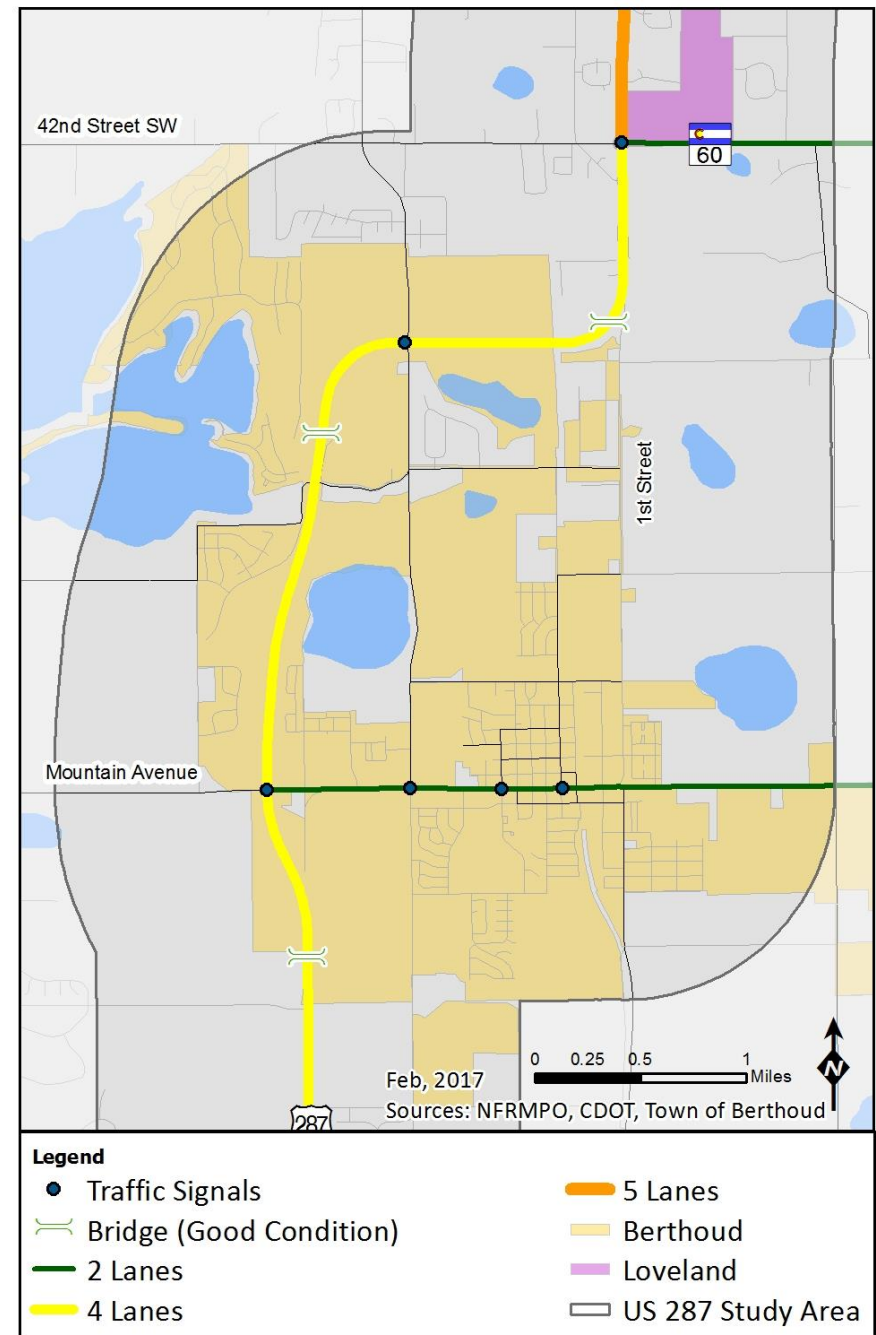 42nd Street SW
C
60
1st Street
Mountain Avenue
0 0.25 0.5 1
Miles
N
Feb, 2017
Sources: NFRMPO, CDOT, Town of Berthoud
287
Legend
Traffic Signals
Bridge (Good Condition)
2 Lanes
4 Lanes
5 Lanes
Berthoud
Loveland
US 287 Study Area